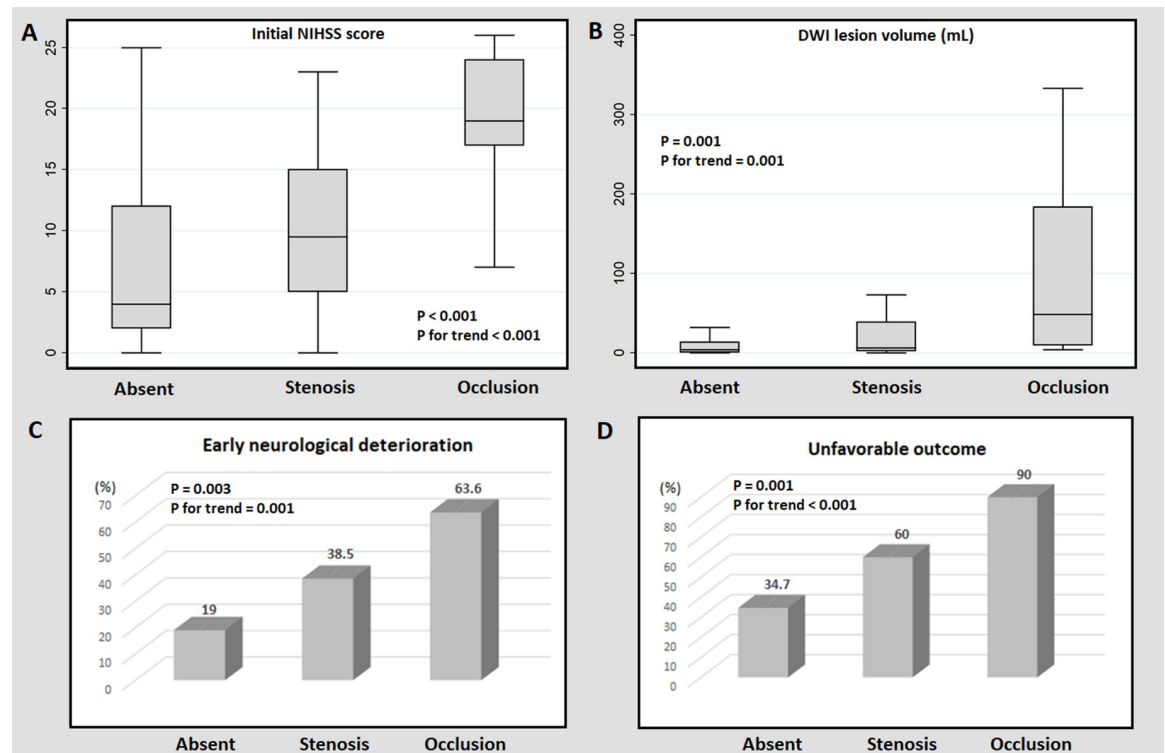 A
Initial NIHSS score
25
20
15
10
5
0
P < 0.001
P for trend < 0.001
Absent
Stenosis
Occlusion
B
DWI lesion volume (mL)
400
300
200
100
0
P = 0.001
P for trend = 0.001
Absent
Stenosis
Occlusion
C
Early neurological deterioration
(%)
70
60
50
40
30
20
10
0
P = 0.003
P for trend = 0.001
19
38.5
63.6
Absent
Stenosis
Occlusion
D
Unfavorable outcome
(%)
90
80
70
60
50
40
30
20
10
0
P = 0.001
P for trend < 0.001
34.7
60
90
Absent
Stenosis
Occlusion